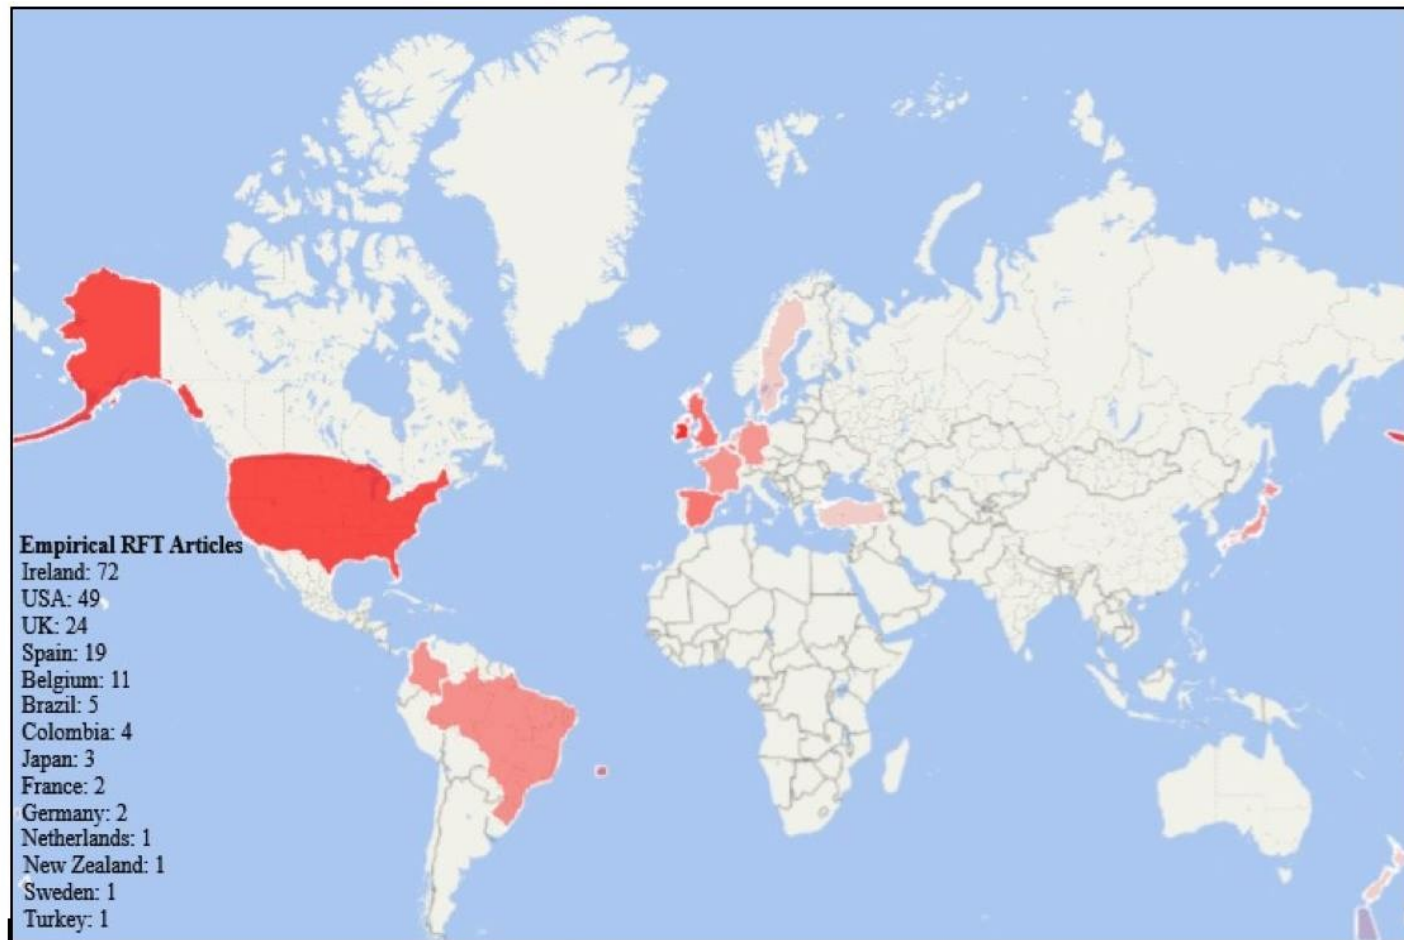 Empirical RFT Articles
Ireland: 72
USA: 49
UK: 24
Spain: 19
Belgium: 11
Brazil: 5
Colombia: 4
Japan: 3
France: 2
Germany: 2
Netherlands: 1
New Zealand: 1
Sweden: 1
Turkey: 1